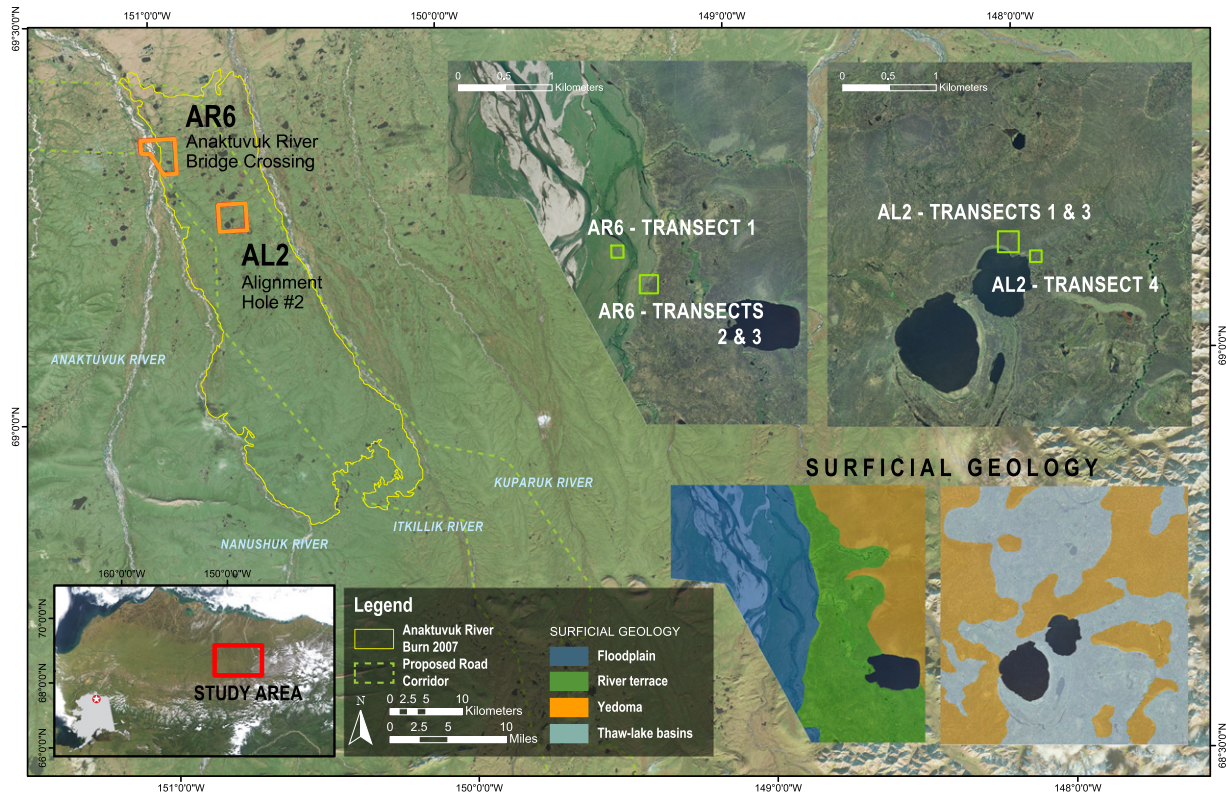 151°0'0"W
150°0'0"W
149°0'0"W
148°0'0"W
69°30'0"N
69°0'0"N
69°0'0"N
68°30'0"N
151°0'0"W
150°0'0"W
149°0'0"W
148°0'0"W
AR6
Anaktuvuk River
Bridge Crossing
AL2
Alignment
Hole #2
ANAKTUVUK RIVER
NANUSHUK RIVER
ITKILLIK RIVER
KUPARUK RIVER
0 0.5 1
Kilometers
AR6 - TRANSECT 1
AR6 - TRANSECTS
2 & 3
0 0.5 1
Kilometers
AL2 - TRANSECTS 1 & 3
AL2 - TRANSECT 4
SURFICIAL GEOLOGY
160°0'0"W
150°0'0"W
70°0'0"N
68°0'0"N
66°0'0"N
STUDY AREA
Legend
Anaktuvuk River
Burn 2007
Proposed Road
Corridor
N
0 2.5 5 10
Kilometers
0 2.5 5 10
Miles
SURFICIAL GEOLOGY
Floodplain
River terrace
Yedoma
Thaw-lake basins